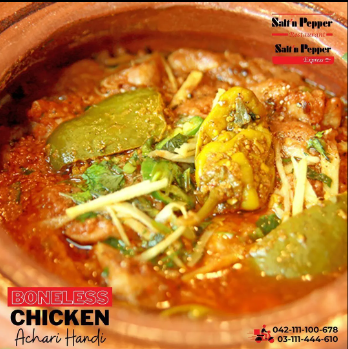 Salt'n Pepper
Restaurant
Salt'n Pepper
Express
BONELESS
CHICKEN
Achari Handi
042-111-100-678
03-111-444-610